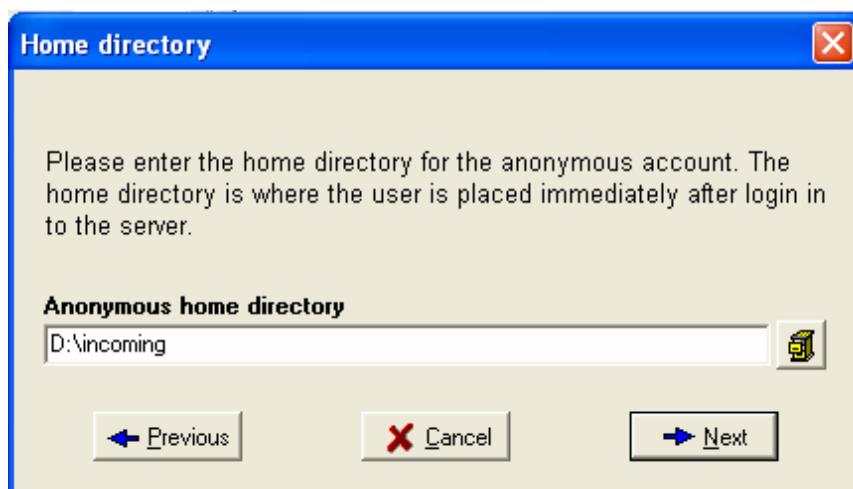 Home directory
Please enter the home directory for the anonymous account. The
home directory is where the user is placed immediately after login in
to the server.
Anonymous home directory
D:\incoming
Previous Cancel Next